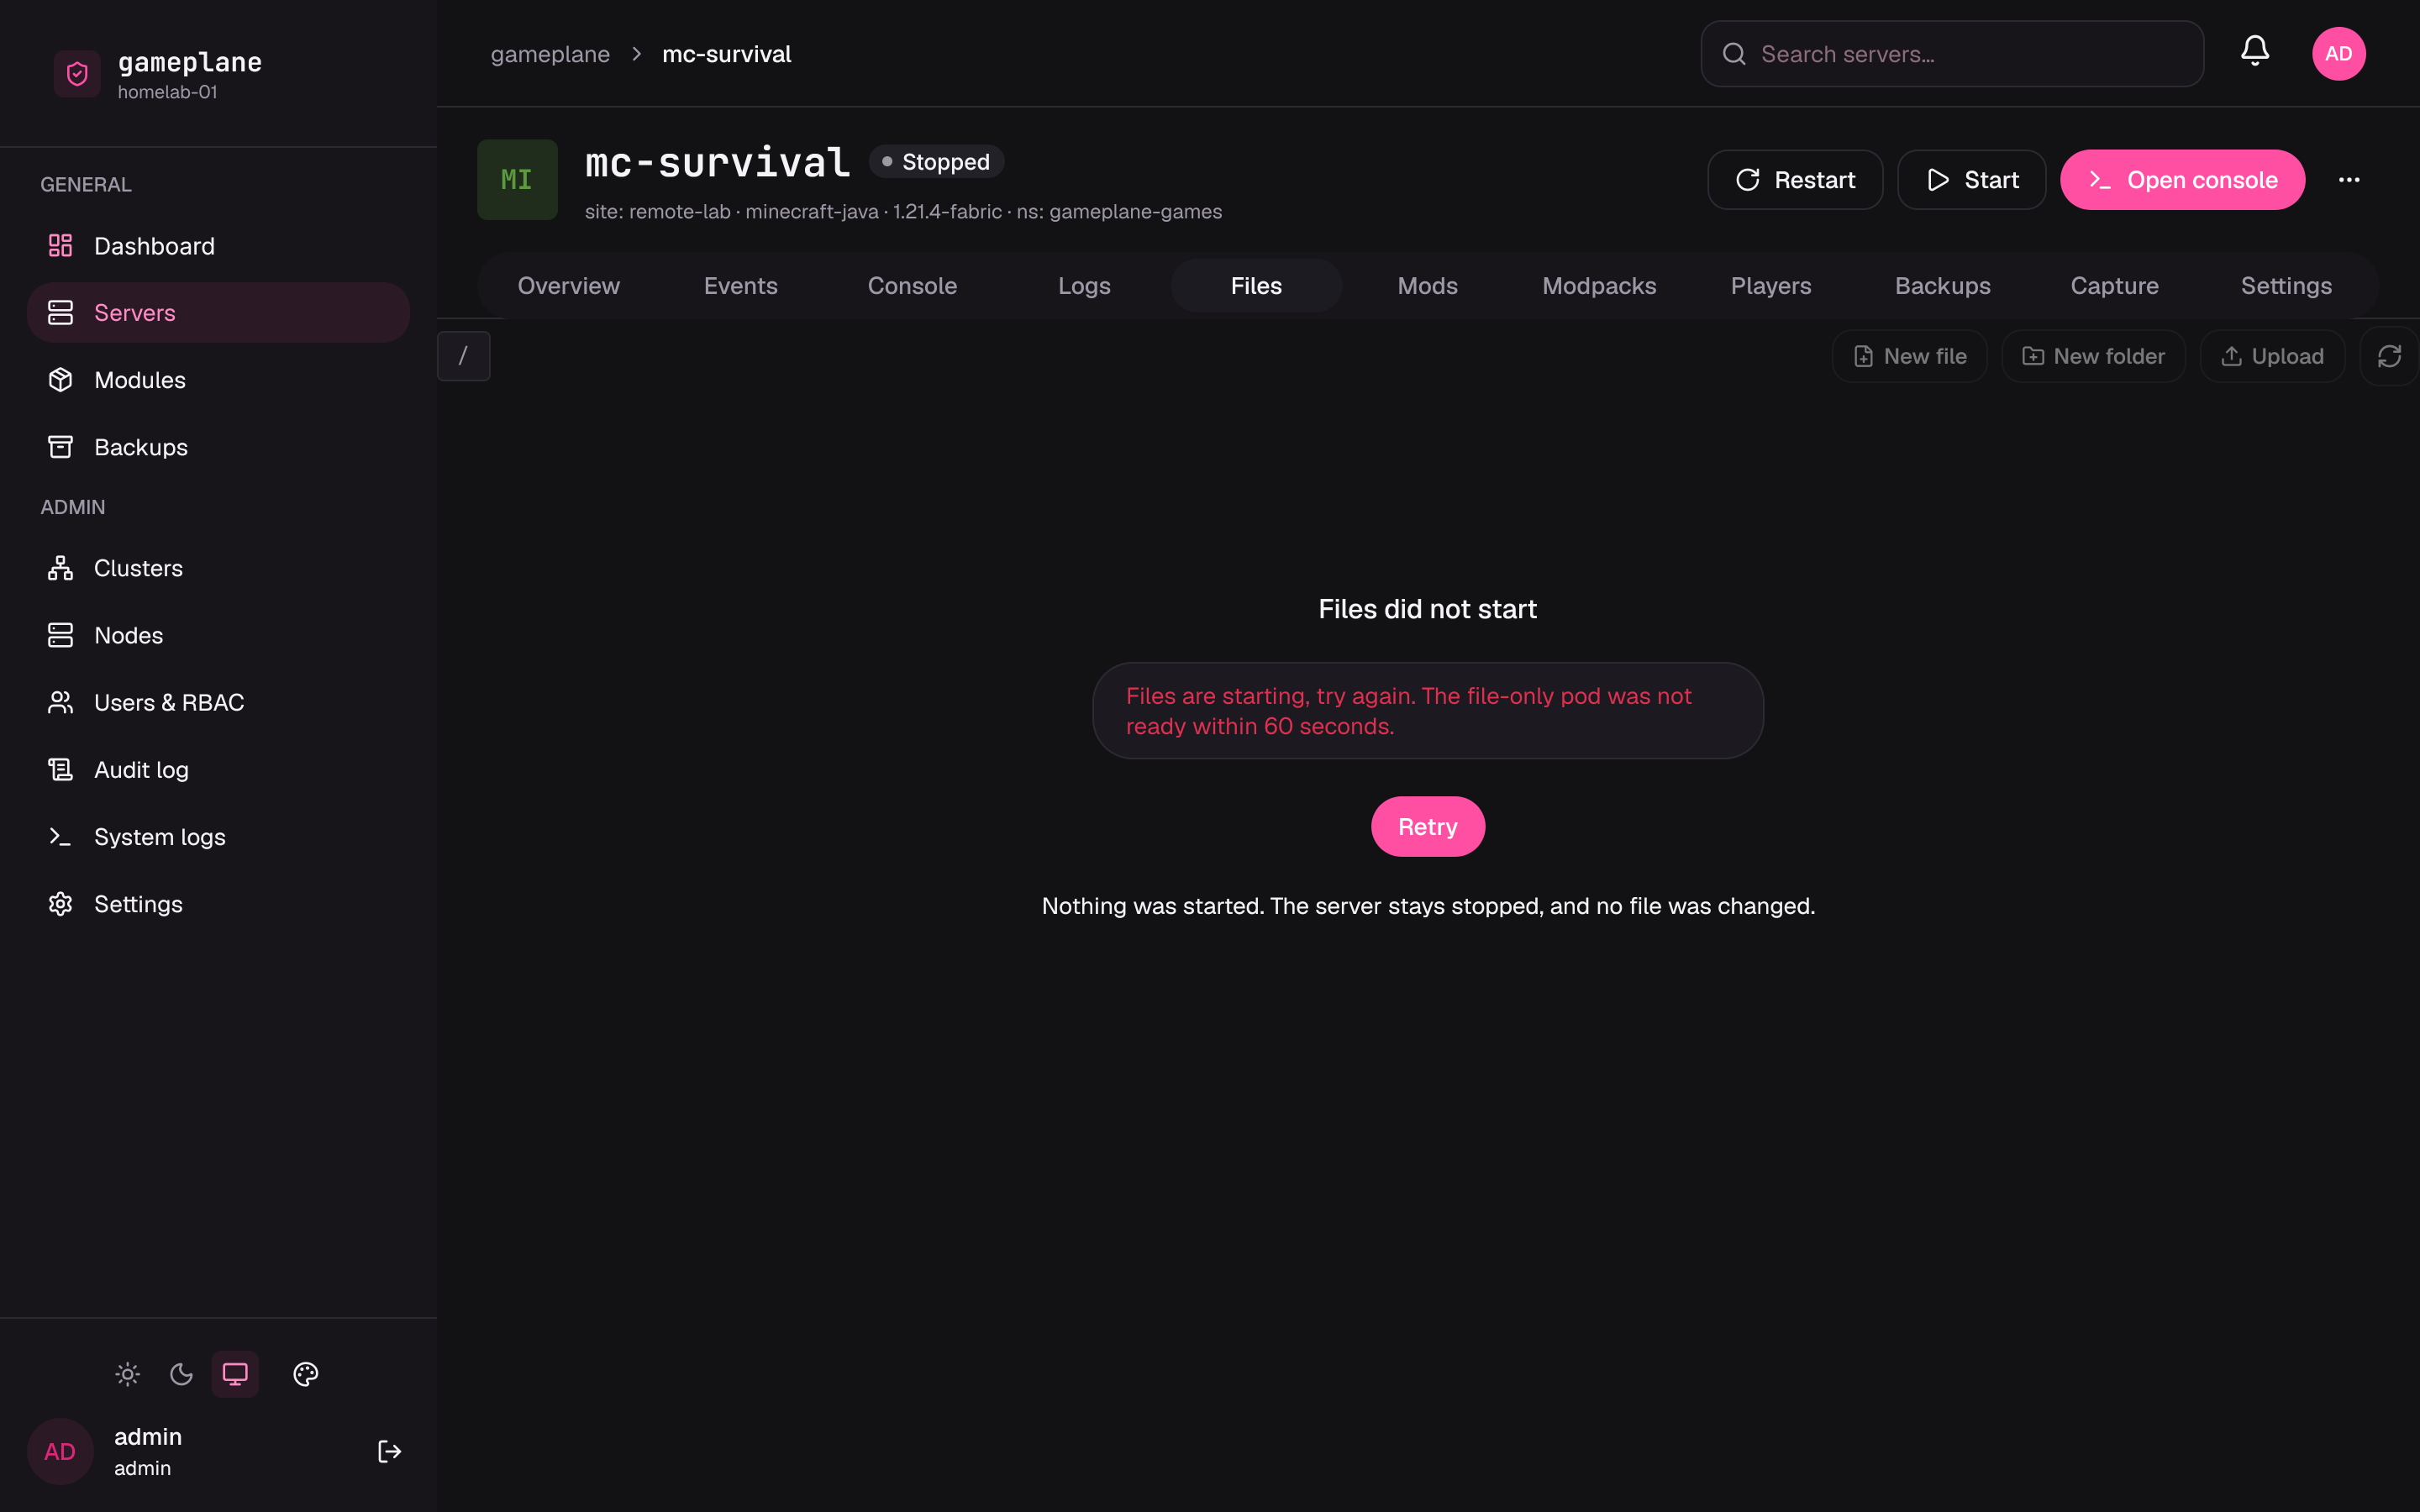 gameplane
homelab-01
GENERAL
Dashboard
Servers
Modules
Backups
ADMIN
Clusters
Nodes
Users & RBAC
Audit log
System logs
Settings
AD
admin
admin
gameplane
mc-survival
Search servers...
AD
MI
mc-survival
Stopped
site: remote-lab · minecraft-java · 1.21.4-fabric · ns: gameplane-games
Restart
Start
Open console
Overview
Events
Console
Logs
Files
Mods
Modpacks
Players
Backups
Capture
Settings
/
New file
New folder
Upload
Files did not start
Files are starting, try again. The file-only pod was not
ready within 60 seconds.
Retry
Nothing was started. The server stays stopped, and no file was changed.